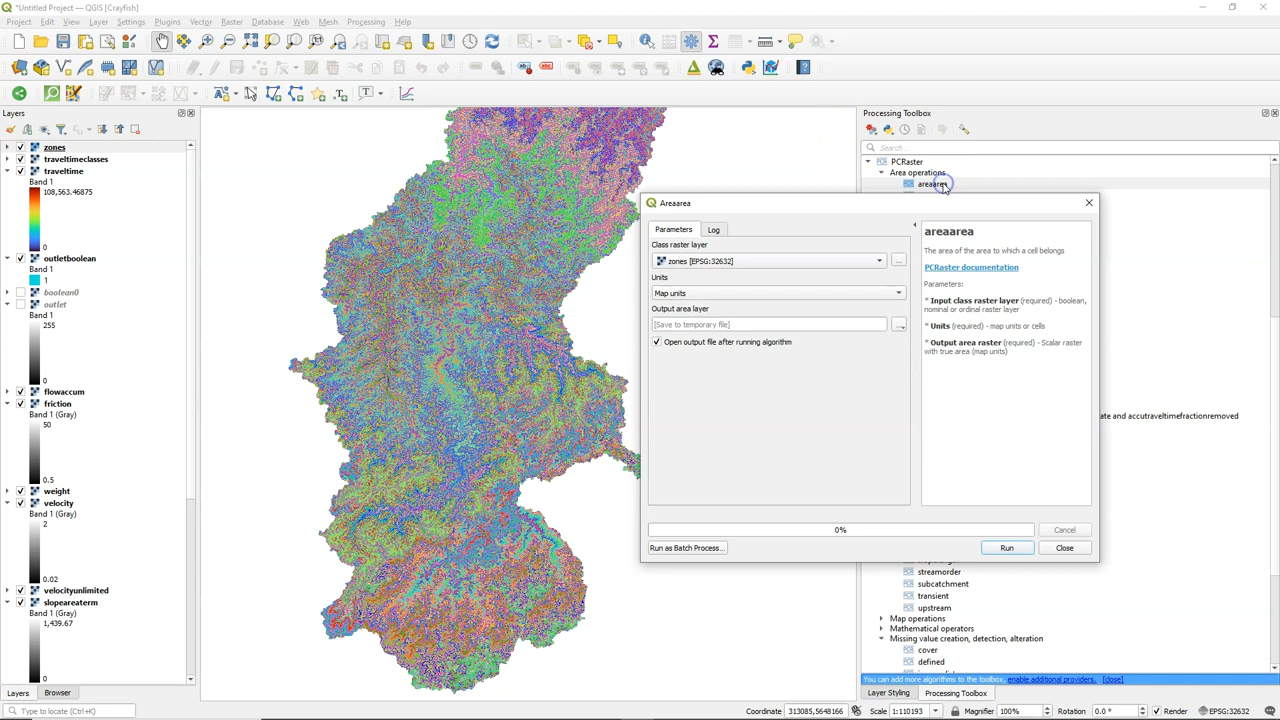 *Untitled Project — QGIS [Crayfish]
Project Edit View Layer Settings Plugins Vector Raster Database Web Mesh Processing Help
Layers
zones
traveltimeclasses
traveltime
Band 1
108,563.46875
0
outletboolean
Band 1
1
boolean0
outlet
Band 1
255
0
flowaccum
friction
Band 1 (Gray)
50
0.5
weight
velocity
Band 1 (Gray)
2
0.02
velocityunlimited
slopeareaterm
Band 1 (Gray)
1,439.67
0
Layers Browser
Processing Toolbox
Search...
PCRaster
Area operations
areaarea
Areaarea
Parameters Log
Class raster layer
zones [EPSG:32632]
...
Units
Map units
Output area layer
[Save to temporary file]
...
Open output file after running algorithm
areaarea
The area of the area to which a cell belongs
PCRaster documentation
Parameters:
* Input class raster layer (required) - boolean,
nominal or ordinal raster layer
* Units (required) - map units or cells
* Output area raster (required) - Scalar raster
with true area (map units)
0%
Cancel
Run as Batch Process...
Run
Close
ate and accutraveltimefractionremoved
streamorder
subcatchment
transient
upstream
Map operations
Mathematical operators
Missing value creation, detection, alteration
cover
defined
You can add more algorithms to the toolbox, enable additional providers. [close]
Layer Styling Processing Toolbox
Type to locate (Ctrl+K)
Coordinate 313085,5648166 Scale 1:110193 Magnifier 100% Rotation 0.0 ° Render EPSG:32632